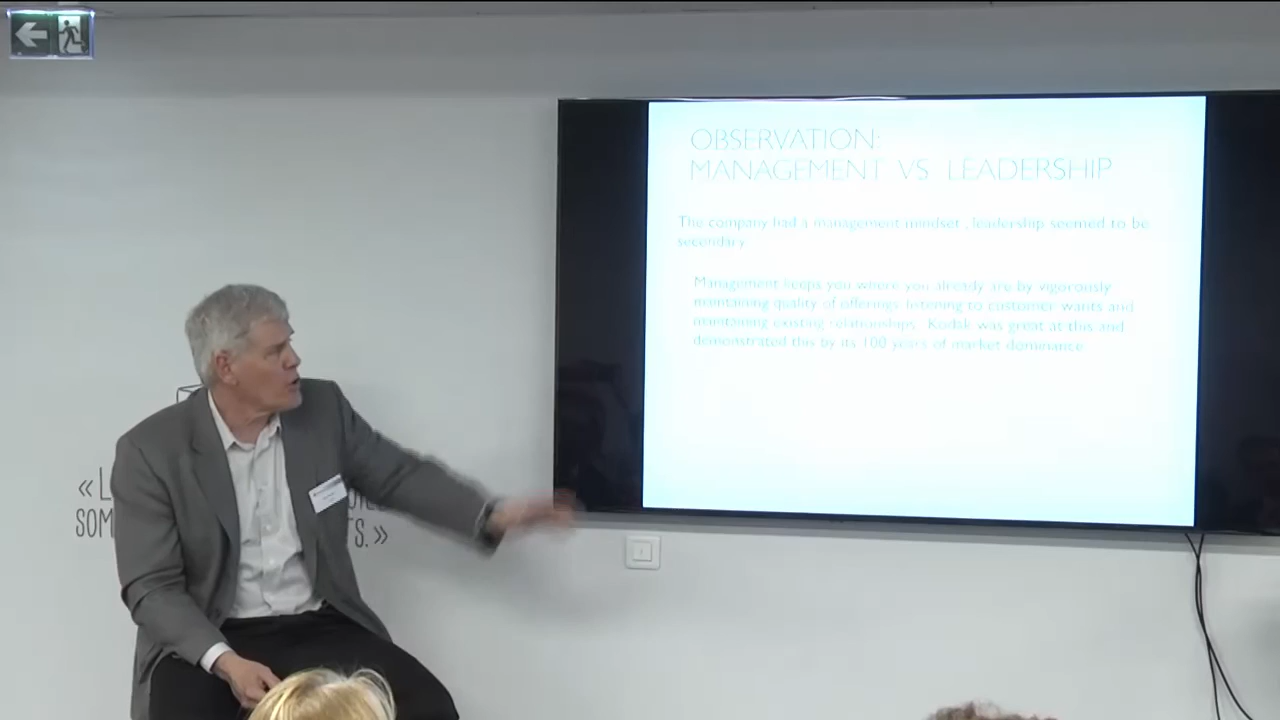 OBSERVATION:
MANAGEMENT VS LEADERSHIP
The company had a management mindset , leadership seemed to be
secondary
Management keeps you where you already are by vigorously
maintaining quality of offerings listening to customer wants and
maintaining existing relationships. Kodak was great at this and
demonstrated this by its 100 years of market dominance
« L
SOM
TS. »